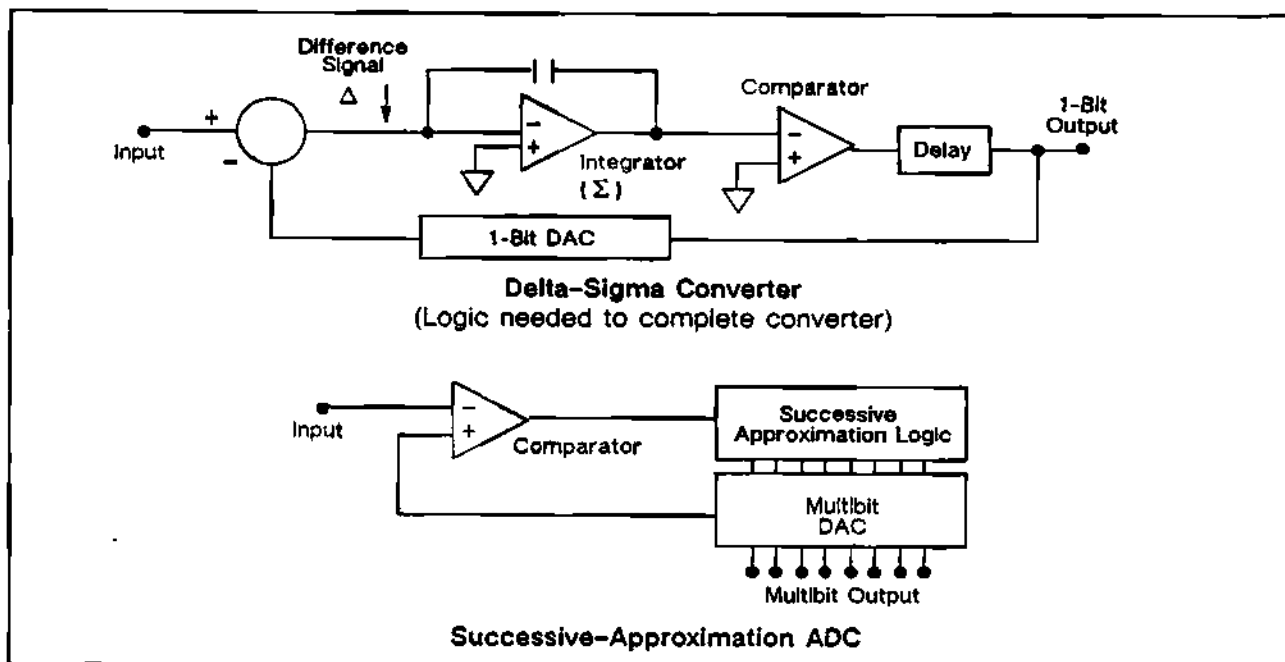 Difference
Signal
Δ
+
-
Input
-
+
Integrator
(Σ)
Comparator
-
+
Delay
1-Bit
Output
1-Bit DAC
Delta-Sigma Converter
(Logic needed to complete converter)
Input
-
+
Comparator
Successive
Approximation Logic
Multibit
DAC
Multibit Output
Successive-Approximation ADC